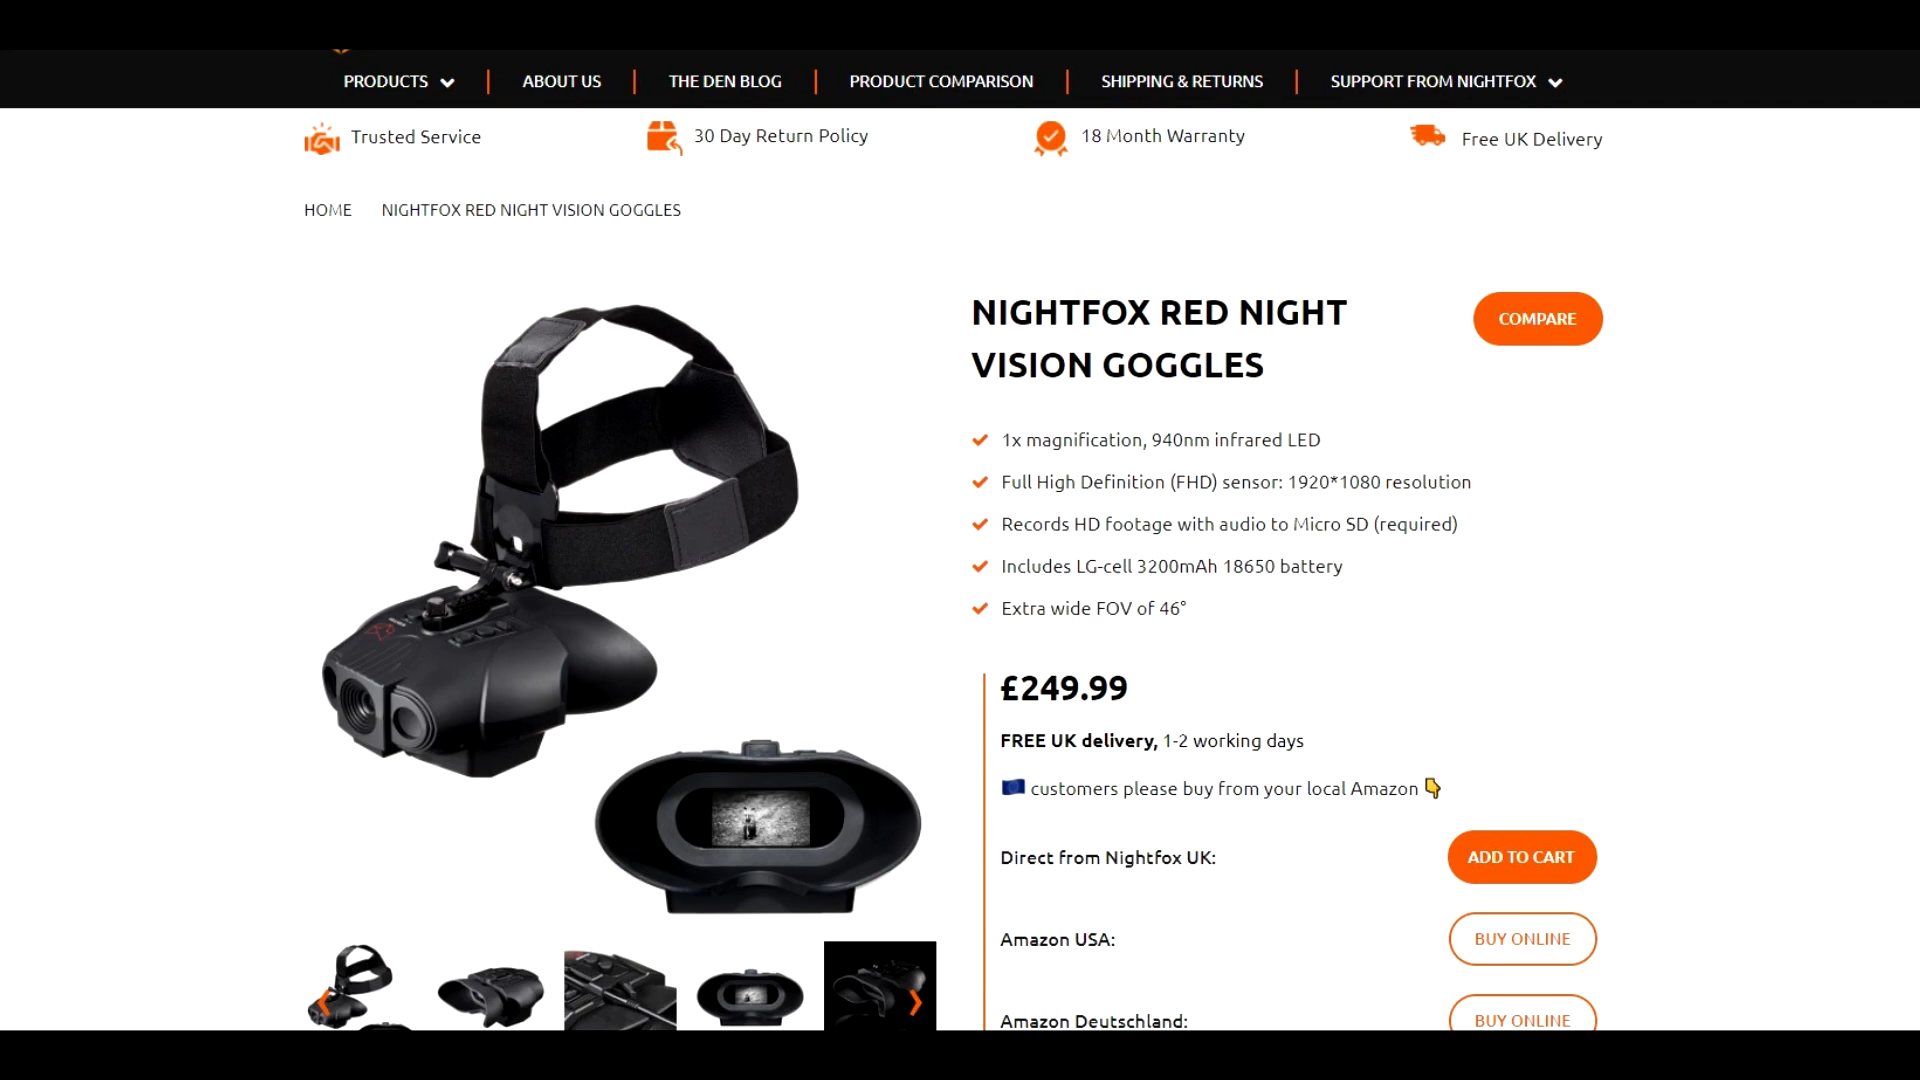 PRODUCTS
ABOUT US
THE DEN BLOG
PRODUCT COMPARISON
SHIPPING & RETURNS
SUPPORT FROM NIGHTFOX
Trusted Service
30 Day Return Policy
18 Month Warranty
Free UK Delivery
HOME
NIGHTFOX RED NIGHT VISION GOGGLES
NIGHTFOX RED NIGHT
VISION GOGGLES
COMPARE
1x magnification, 940nm infrared LED
Full High Definition (FHD) sensor: 1920*1080 resolution
Records HD footage with audio to Micro SD (required)
Includes LG-cell 3200mAh 18650 battery
Extra wide FOV of 46°
£249.99
FREE UK delivery, 1-2 working days
customers please buy from your local Amazon
Direct from Nightfox UK:
ADD TO CART
Amazon USA:
BUY ONLINE
Amazon Deutschland:
BUY ONLINE